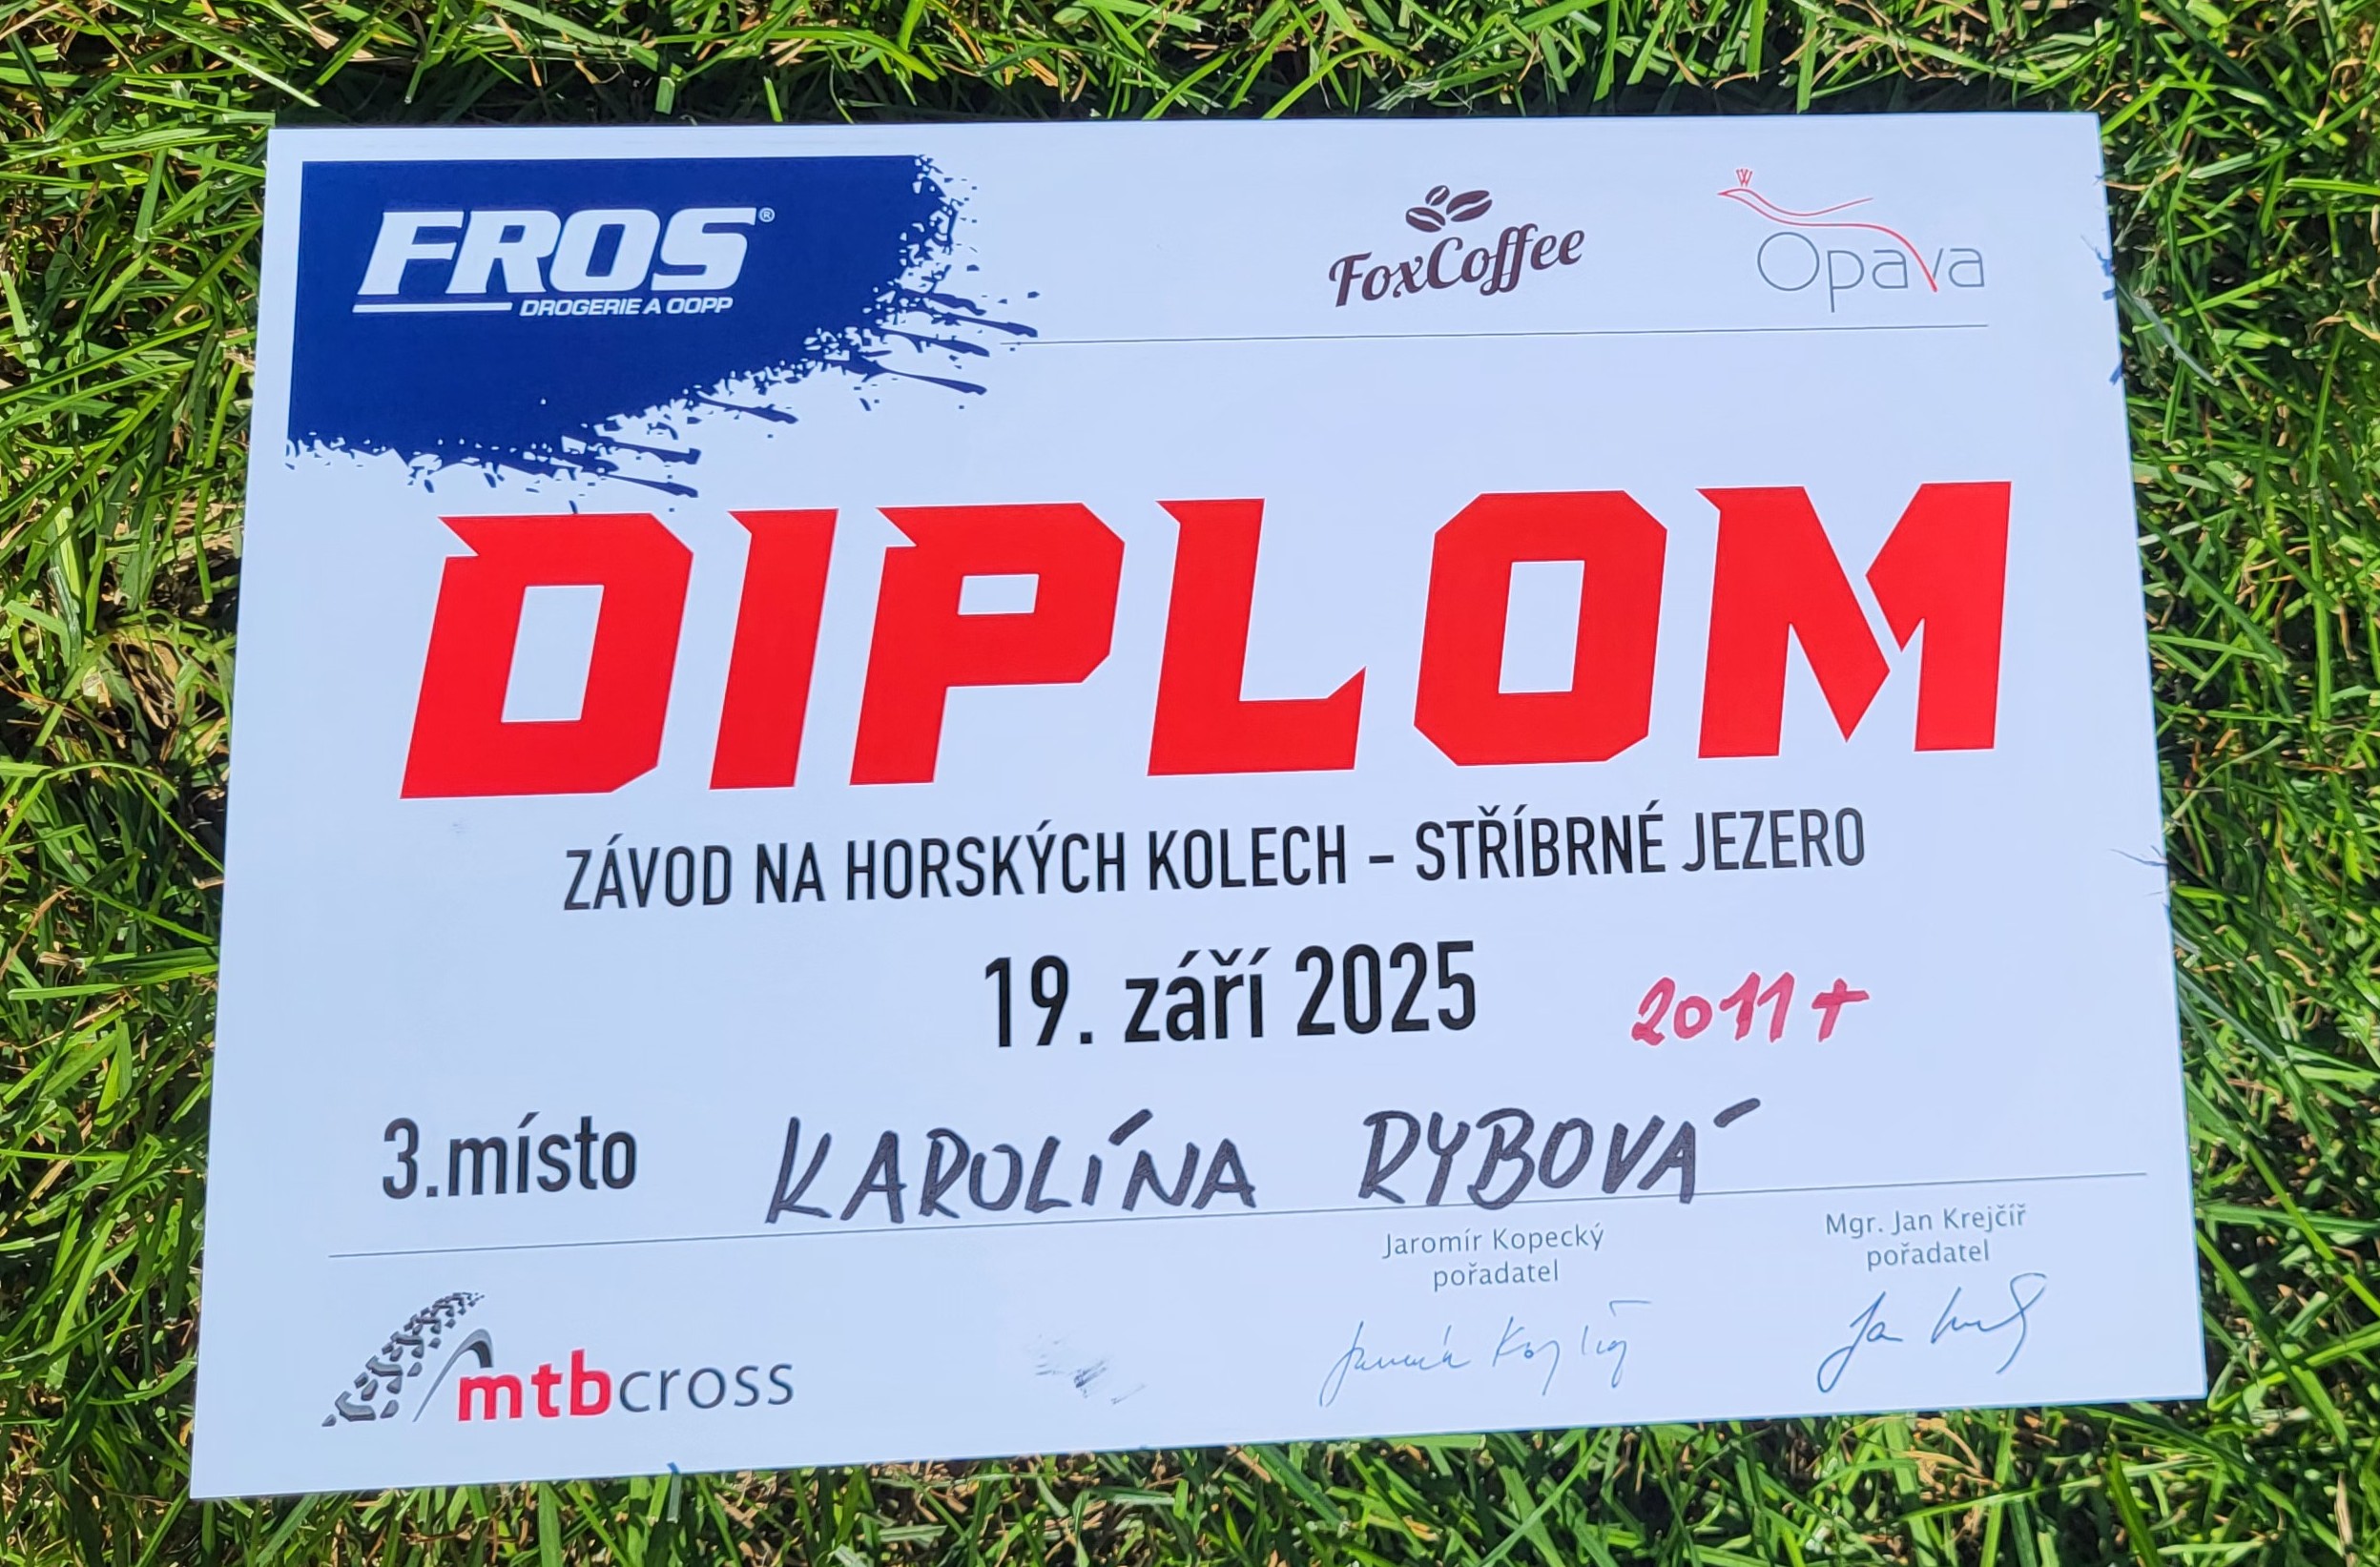 FROS®
DROGERIE A OOPP
FoxCoffee
Opava
DIPLOM
ZÁVOD NA HORSKÝCH KOLECH – STŘÍBRNÉ JEZERO
19. září 2025
2011+
3.místo KAROLÍNA RYBOVÁ
Jaromír Kopecký
pořadatel
Mgr. Jan Krejčíř
pořadatel
mtbcross